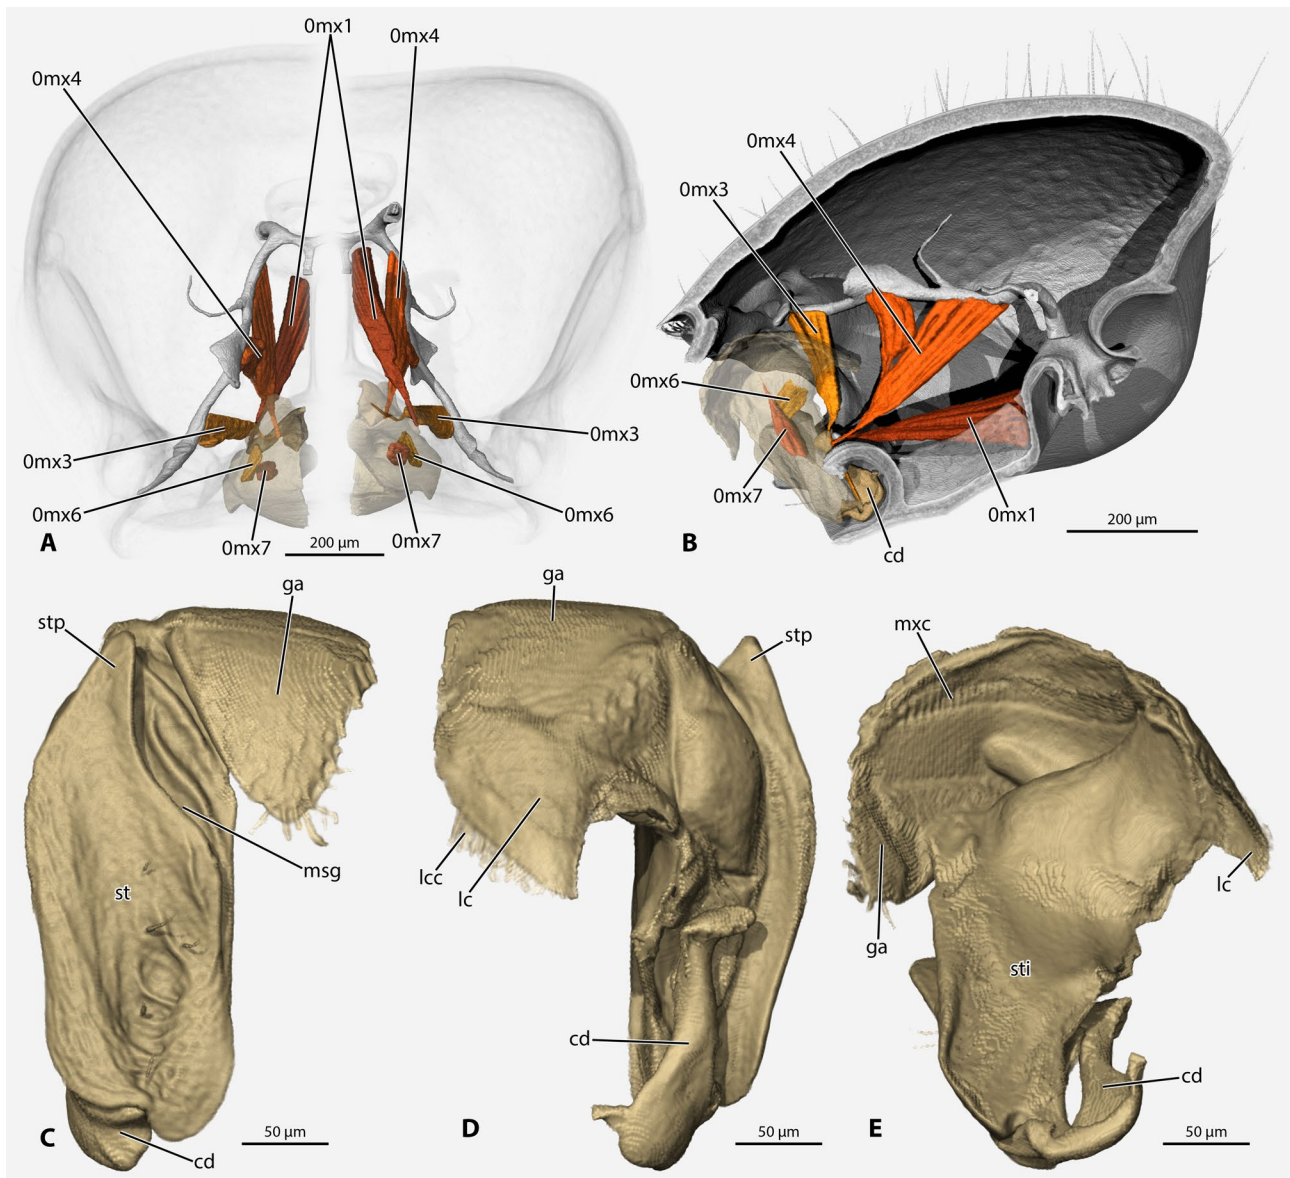 0mx1
0mx4
0mx4
0mx3
0mx3
0mx6
0mx6
0mx7
0mx7
A
200 µm
0mx4
0mx3
0mx6
0mx7
0mx1
cd
B
200 µm
ga
stp
msg
st
cd
C
50 µm
ga
stp
lcc
lc
cd
D
50 µm
mxc
lc
ga
sti
cd
E
50 µm